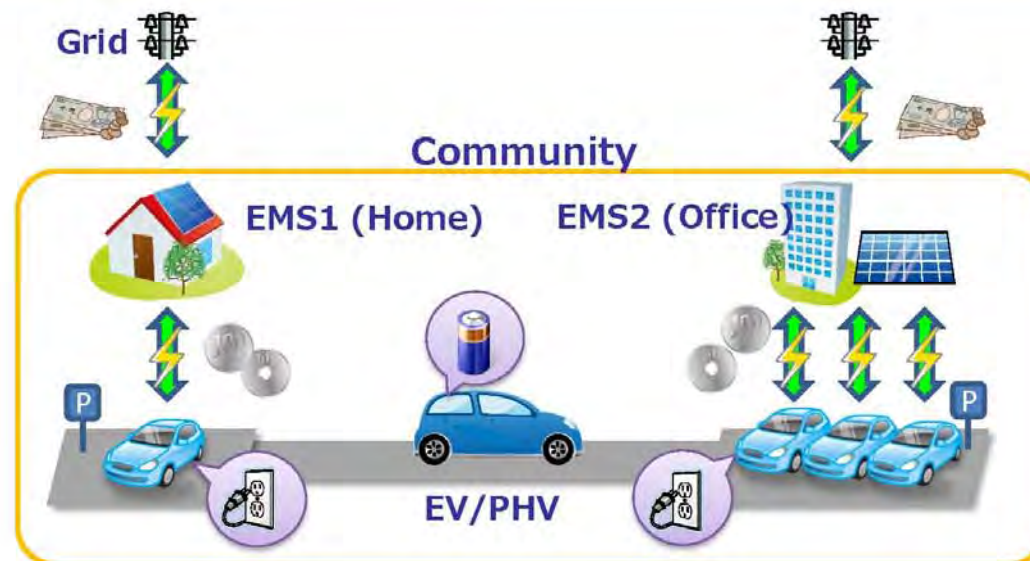 Grid
Community
EMS1 (Home)
EMS2 (Office)
P
P
EV/PHV